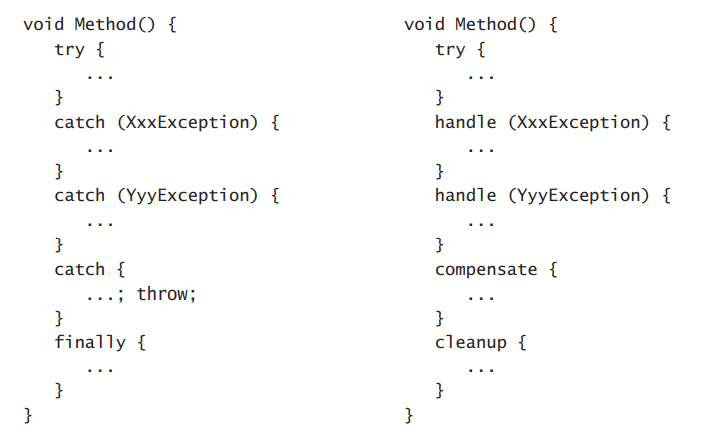 void Method() {
   try {
      ...
   }
   catch (XxxException) {
      ...
   }
   catch (YyyException) {
      ...
   }
   catch {
      ...; throw;
   }
   finally {
      ...
   }
}
void Method() {
   try {
      ...
   }
   handle (XxxException) {
      ...
   }
   handle (YyyException) {
      ...
   }
   compensate {
      ...
   }
   cleanup {
      ...
   }
}